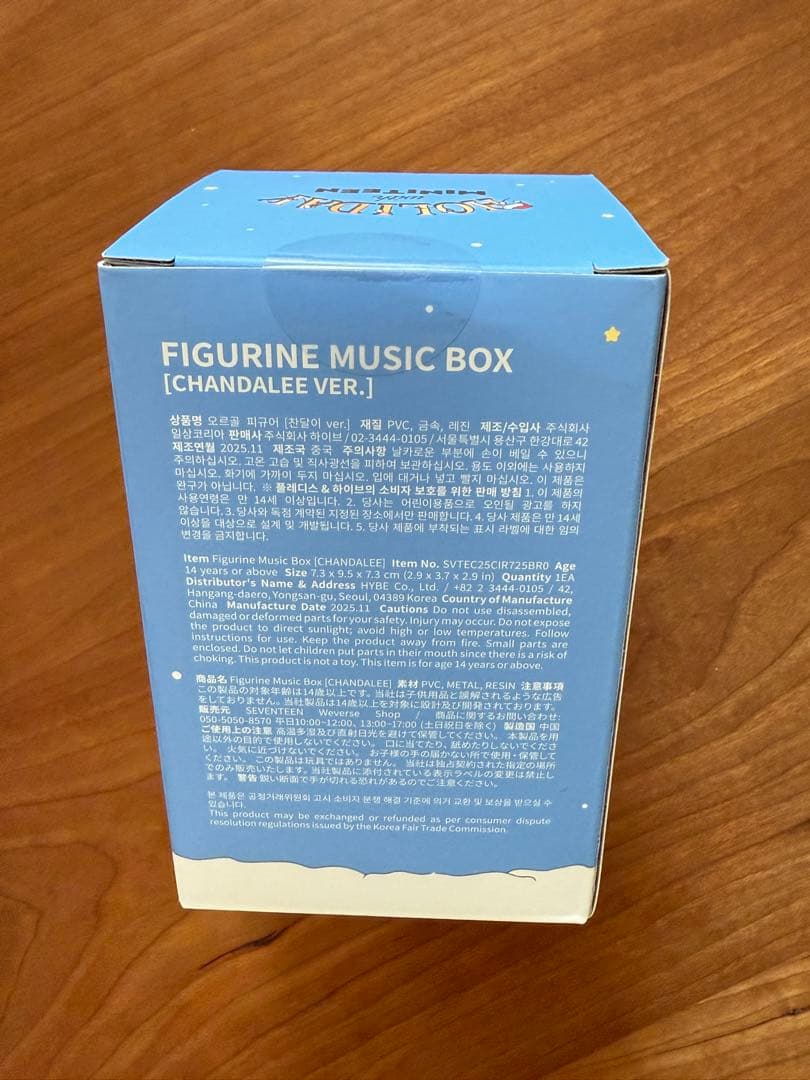 HOLIDAY
with
MINITEEN
FIGURINE MUSIC BOX
[CHANDALEE VER.]
상품명 오르골 피규어 [찬달이 ver.] 재질 PVC, 금속, 레진 제조/수입사 주식회사
일상코리아 판매사 주식회사 하이브 / 02-3444-0105 / 서울특별시 용산구 한강대로 42
제조연월 2025.11 제조국 중국 주의사항 날카로운 부분에 손이 베일 수 있으니
주의하십시오. 고온 고습 및 직사광선을 피하여 보관하십시오. 용도 이외에는 사용하지
마십시오. 화기에 가까이 두지 마십시오. 입에 대거나 넣고 빨지 마십시오. 이 제품은
완구가 아닙니다. ※ 플레디스 & 하이브의 소비자 보호를 위한 판매 방침 1. 이 제품의
사용연령은 만 14세 이상입니다. 2. 당사는 어린이용품으로 오인될 광고를 하지
않습니다. 3. 당사와 독점 계약된 지정된 장소에서만 판매합니다. 4. 당사 제품은 만 14세
이상을 대상으로 설계 및 개발됩니다. 5. 당사 제품에 부착되는 표시 라벨에 대한 임의
변경을 금지합니다.
Item Figurine Music Box [CHANDALEE] Item No. SVTEC25CIR725BR0 Age
14 years or above Size 7.3 x 9.5 x 7.3 cm (2.9 x 3.7 x 2.9 in) Quantity 1EA
Distributor's Name & Address HYBE Co., Ltd. / +82 2 3444-0105 / 42,
Hangang-daero, Yongsan-gu, Seoul, 04389 Korea Country of Manufacture
China Manufacture Date 2025.11 Cautions Do not use disassembled,
damaged or deformed parts for your safety. Injury may occur. Do not expose
the product to direct sunlight; avoid high or low temperatures. Follow
instructions for use. Keep the product away from fire. Small parts are
enclosed. Do not let children put parts in their mouth since there is a risk of
choking. This product is not a toy. This item is for age 14 years or above.
商品名 Figurine Music Box [CHANDALEE] 素材 PVC, METAL, RESIN 注意事項
この製品の対象年齢は14歳以上です。当社は子供用品と誤解されるような広告
をしておりません。当社製品は14歳以上を対象に設計及び開発されております。
販売元 SEVENTEEN Weverse Shop / 商品に関するお問い合わせ:
050-5050-8570 平日10:00~12:00, 13:00~17:00 (土日祝日を除く) 製造国 中国
ご使用上の注意 高温多湿及び直射日光を避けて保管してください。 本製品を用
途以外の目的で使用しないでください。 口に当てたり、舐めたりしないでくださ
い。 火気に近づけないでください。 お子様の手の届かない所で使用・保管して
ください。 この製品は玩具ではありません。 当社は独占契約された指定の場所
でのみ販売いたします。当社製品に添付されている表示ラベルの変更は禁止し
ます。 警告 鋭い断面で手が切れる恐れがあるのでご注意ください。
본 제품은 공정거래위원회 고시 소비자 분쟁 해결 기준에 의거 교환 및 보상을 받으실 수
있습니다.
This product may be exchanged or refunded as per consumer dispute
resolution regulations issued by the Korea Fair Trade Commission.